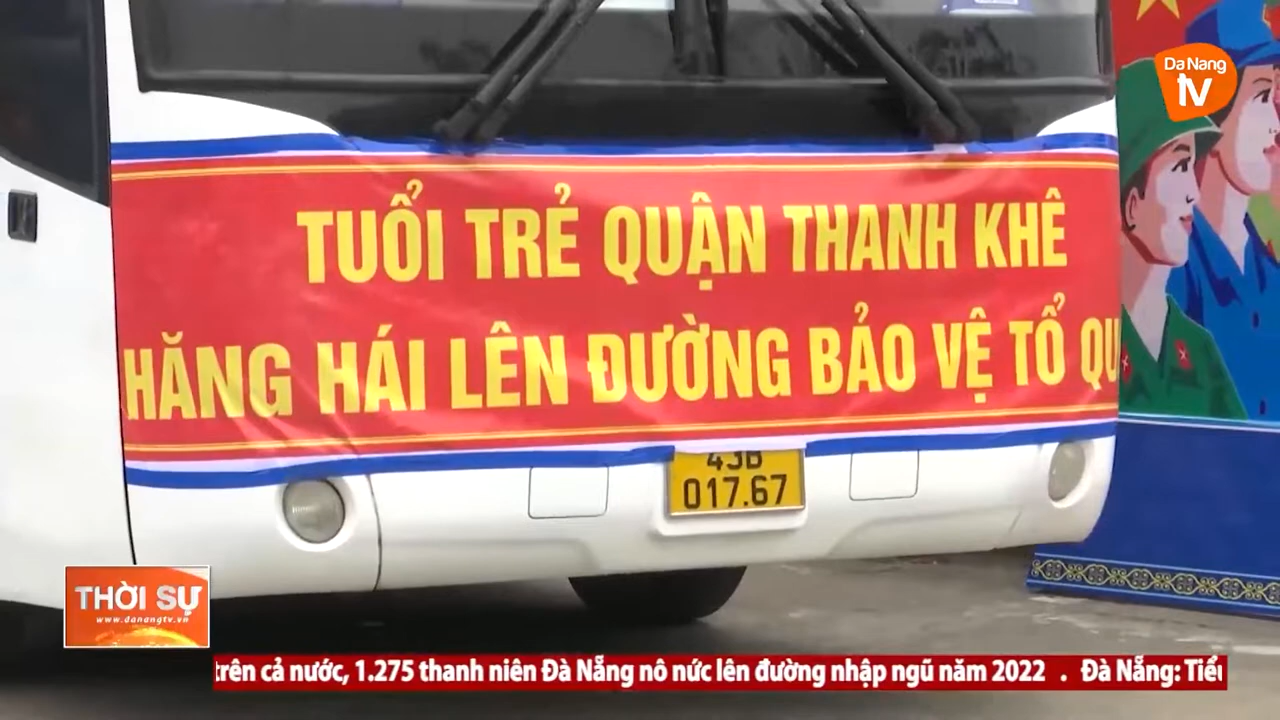 Da Nang
tv
TUỔI TRẺ QUẬN THANH KHÊ
HĂNG HÁI LÊN ĐƯỜNG BẢO VỆ TỔ QU
43B
017.67
THỜI SỰ
www.danangtv.vn
trên cả nước, 1.275 thanh niên Đà Nẵng nô nức lên đường nhập ngũ năm 2022 . Đà Nẵng: Tiểu